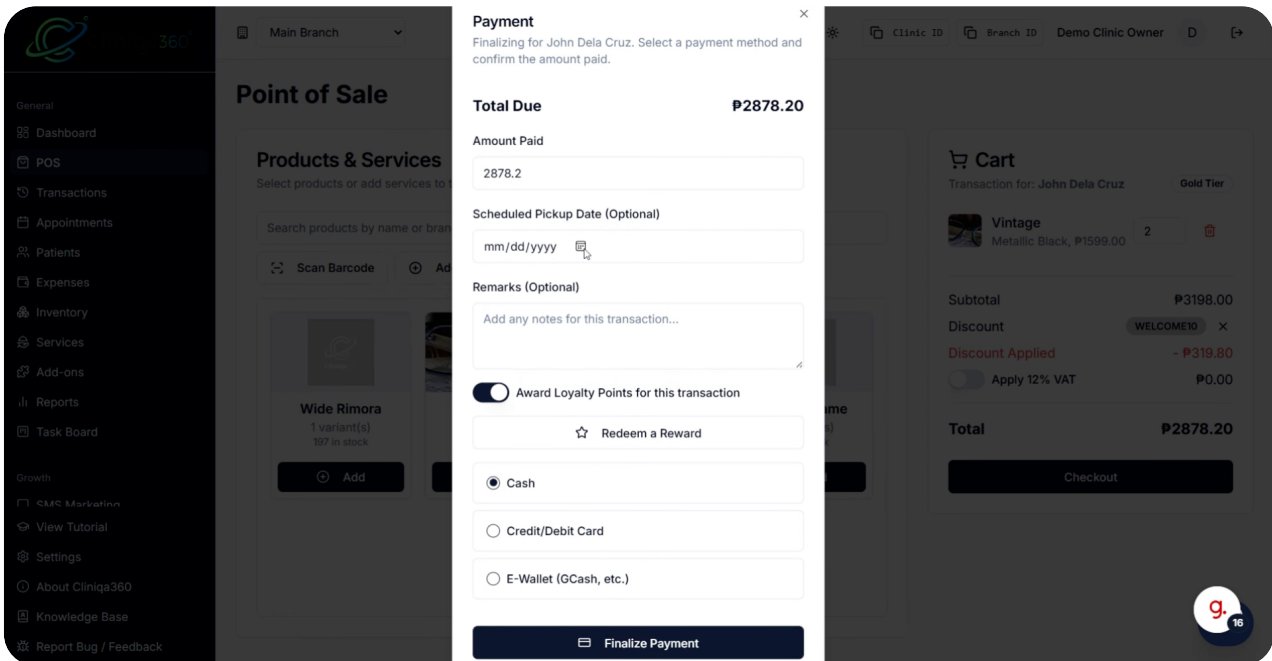 360
General
Dashboard
POS
Transactions
Appointments
Patients
Expenses
Inventory
Services
Add-ons
Reports
Task Board
Growth
SMS Marketing
View Tutorial
Settings
About Cliniqa360
Knowledge Base
Report Bug / Feedback
Main Branch
Clinic ID
Branch ID
Demo Clinic Owner
D
Point of Sale
Products & Services
Select products or add services to
Search products by name or bran
Scan Barcode
Wide Rimora
1 variant(s)
197 in stock
Add
Payment
Finalizing for John Dela Cruz. Select a payment method and
confirm the amount paid.
Total Due ₱2878.20
Amount Paid
2878.2
Scheduled Pickup Date (Optional)
mm/dd/yyyy
Remarks (Optional)
Add any notes for this transaction...
Award Loyalty Points for this transaction
Redeem a Reward
Cash
Credit/Debit Card
E-Wallet (GCash, etc.)
Finalize Payment
Cart
Transaction for: John Dela Cruz Gold Tier
Vintage
Metallic Black, ₱1599.00
2
Subtotal ₱3198.00
Discount WELCOME10
Discount Applied - ₱319.80
Apply 12% VAT ₱0.00
Total ₱2878.20
Checkout
g.
16